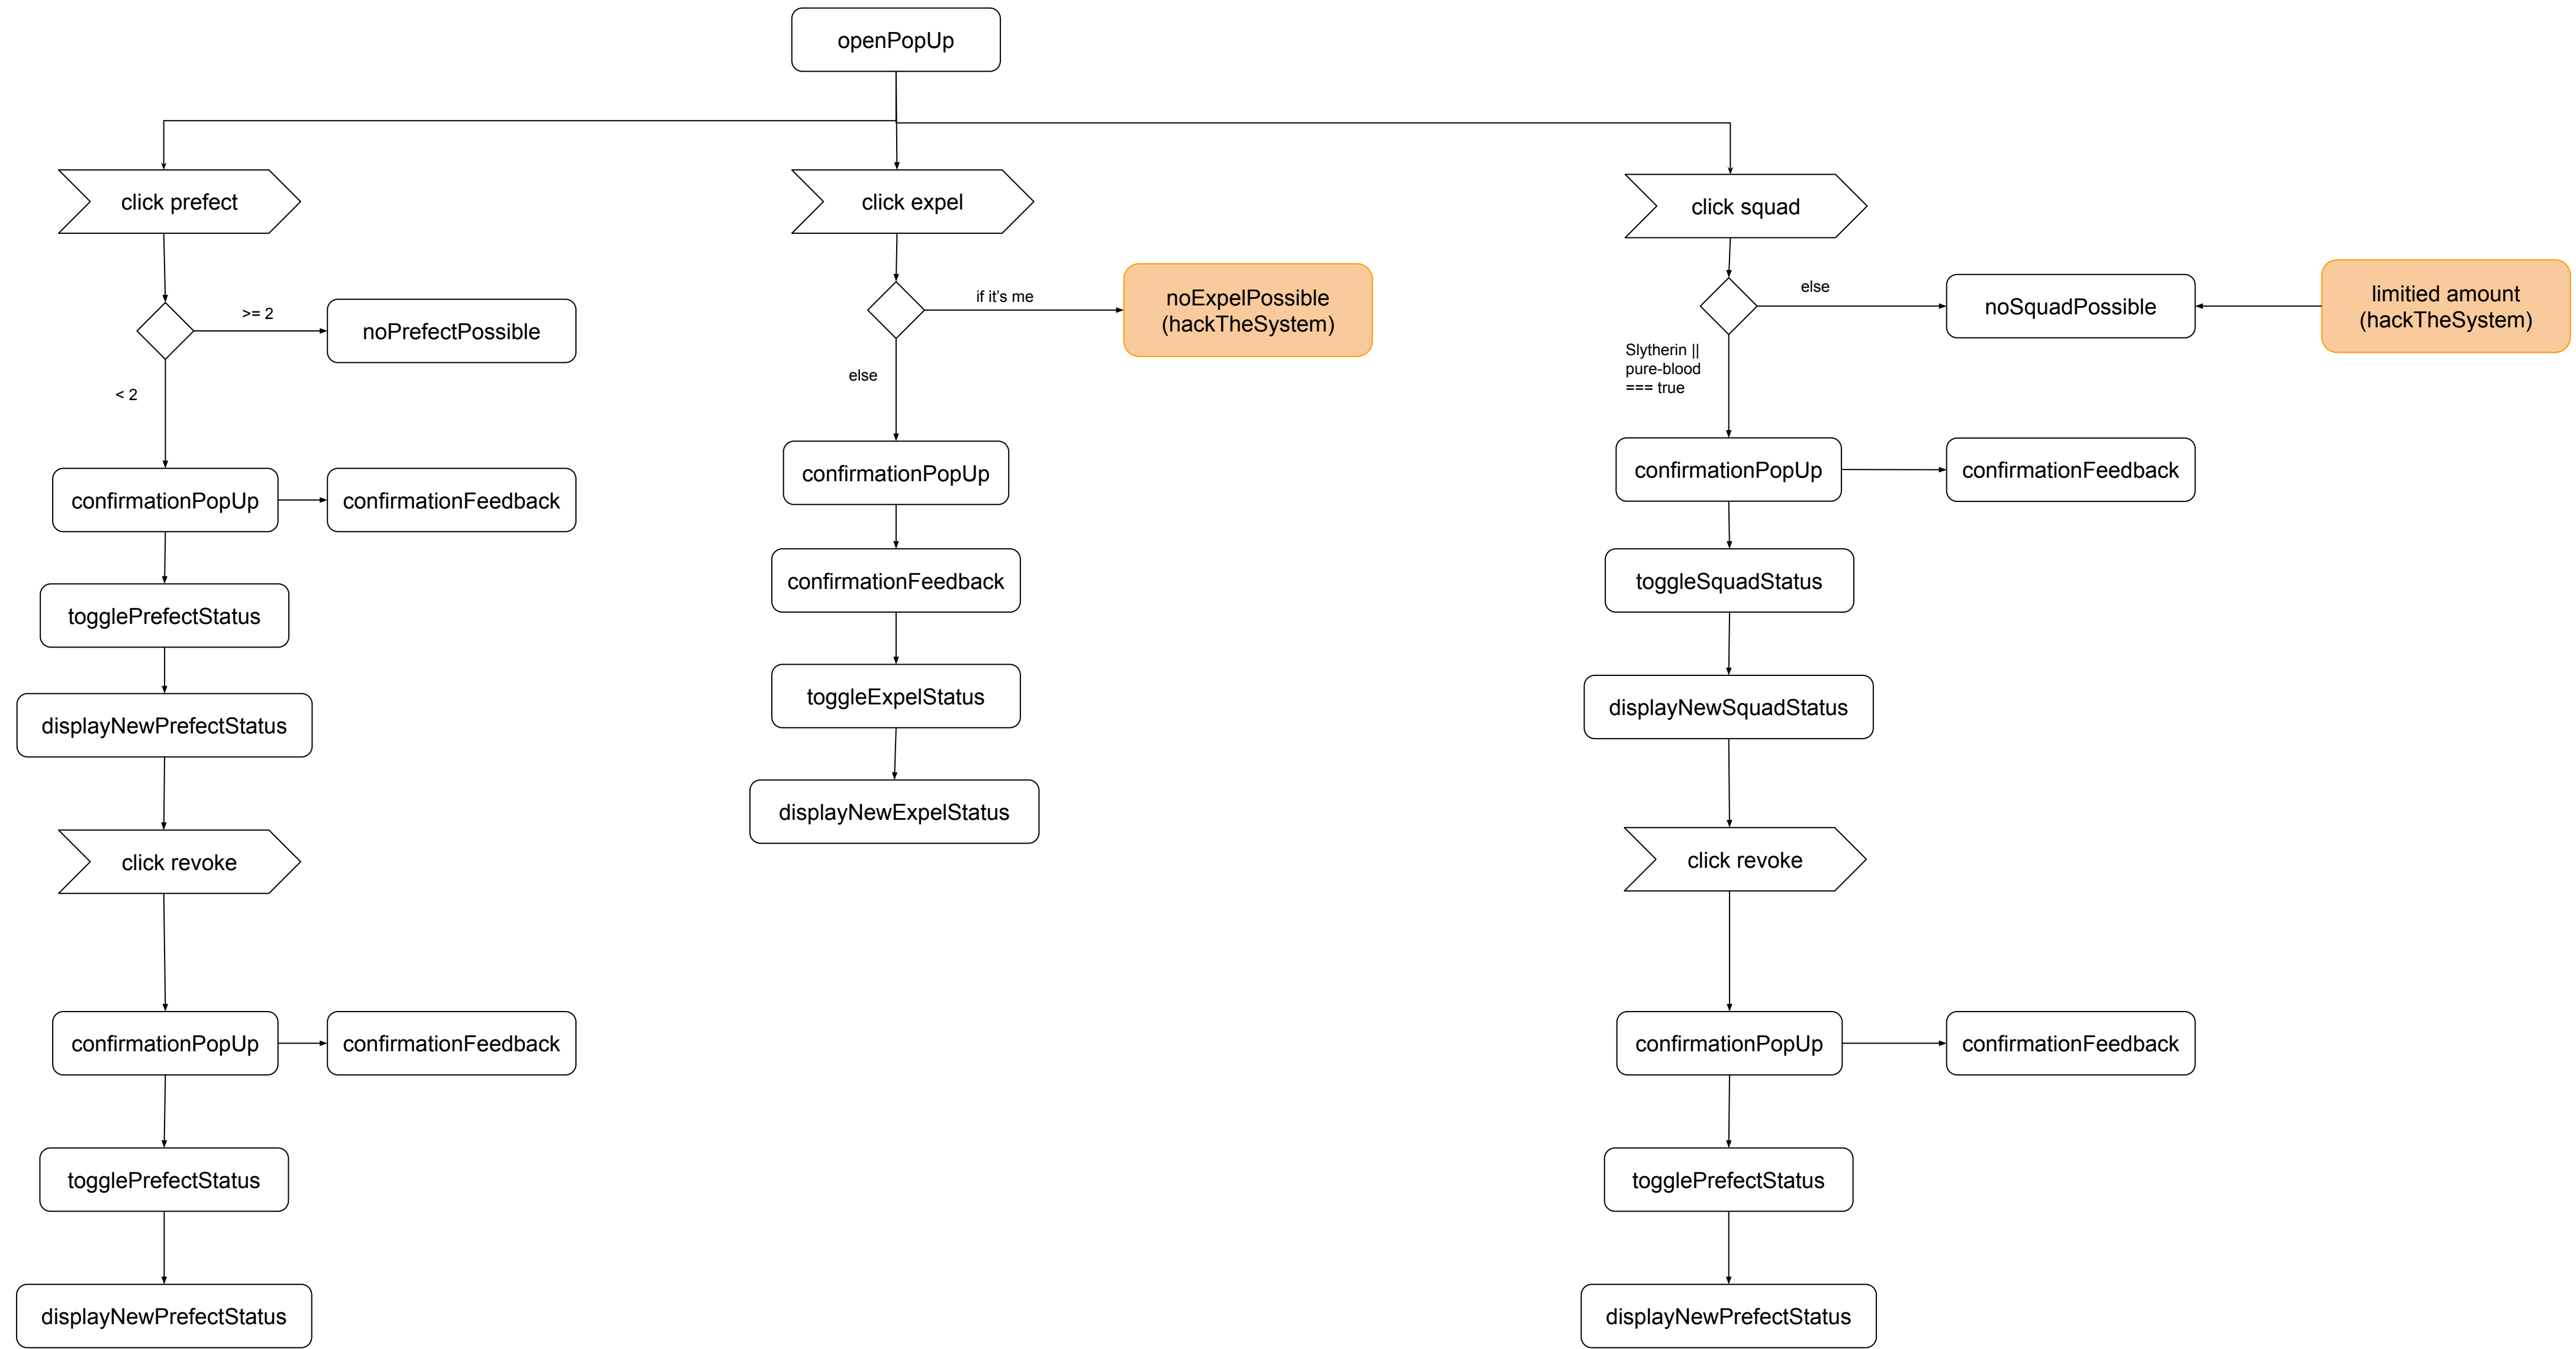 openPopUp
click prefect
click expel
click squad
>= 2
noPrefectPossible
< 2
if it's me
noExpelPossible
(hackTheSystem)
else
else
noSquadPossible
limitied amount
(hackTheSystem)
Slytherin ||
pure-blood
=== true
confirmationPopUp
confirmationFeedback
togglePrefectStatus
displayNewPrefectStatus
click revoke
confirmationPopUp
confirmationFeedback
togglePrefectStatus
displayNewPrefectStatus
confirmationPopUp
confirmationFeedback
toggleExpelStatus
displayNewExpelStatus
confirmationPopUp
confirmationFeedback
toggleSquadStatus
displayNewSquadStatus
click revoke
confirmationPopUp
confirmationFeedback
togglePrefectStatus
displayNewPrefectStatus